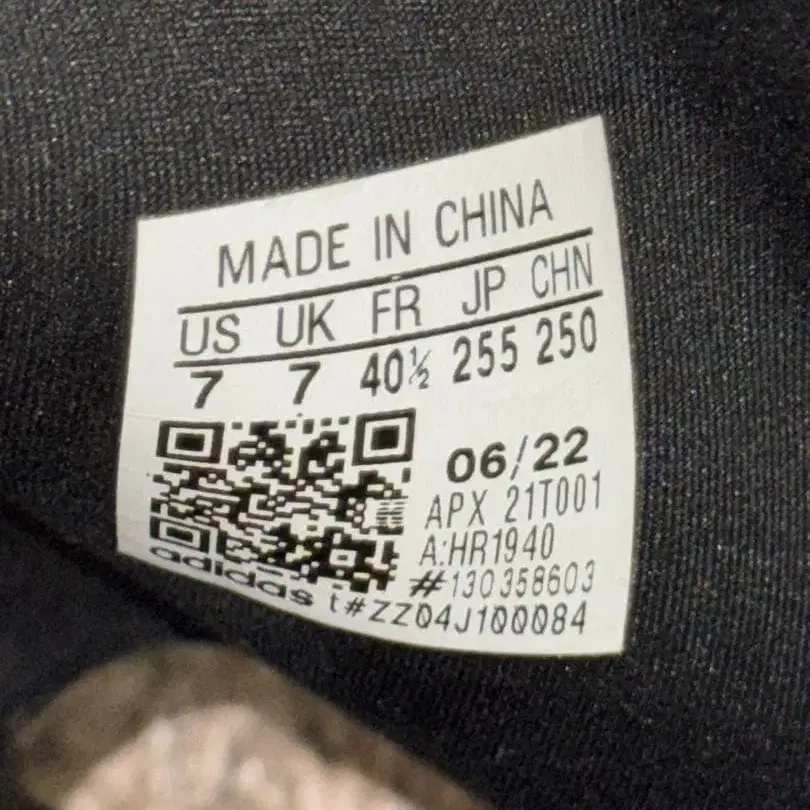 MADE IN CHINA
US UK FR JP CHN
7 7 40½ 255 250
06/22
APX 21T001
A:HR1940
#130358603
adidas t#ZZ04J100084